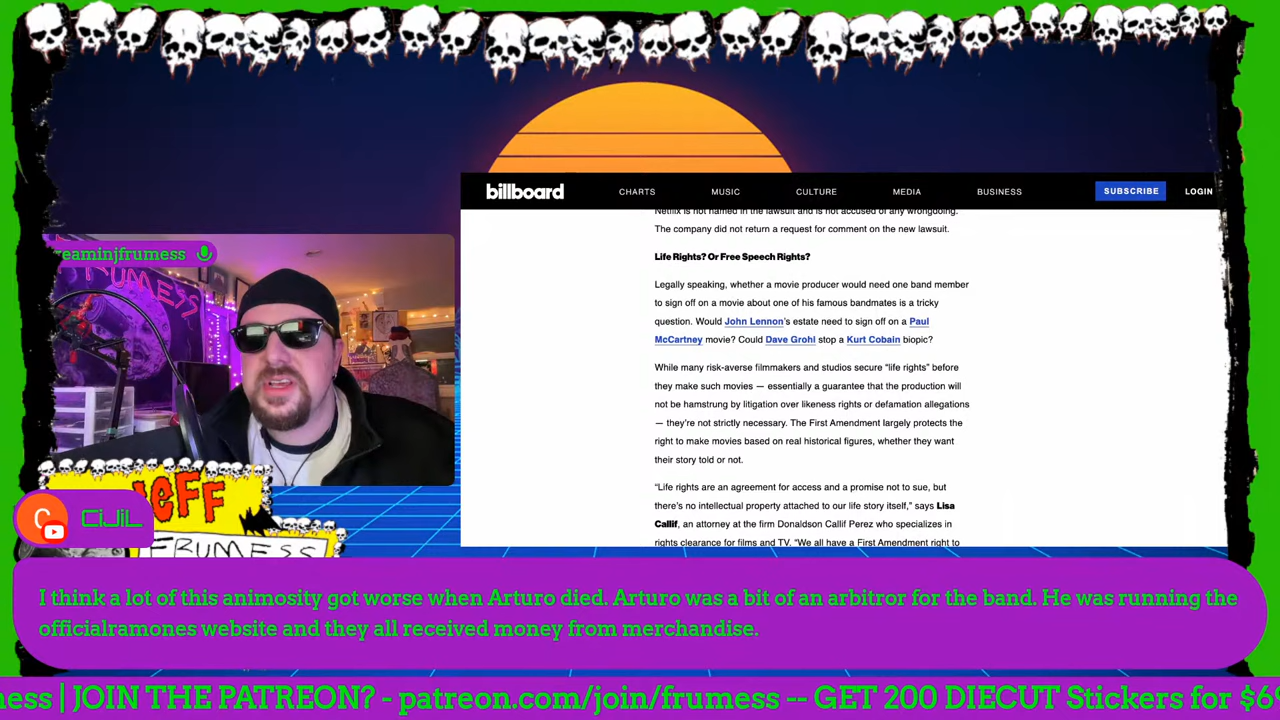 billboard
CHARTS
MUSIC
CULTURE
MEDIA
BUSINESS
SUBSCRIBE
LOGIN
Netflix is not named in the lawsuit and is not accused of any wrongdoing.
The company did not return a request for comment on the new lawsuit.
Life Rights? Or Free Speech Rights?
Legally speaking, whether a movie producer would need one band member
to sign off on a movie about one of his famous bandmates is a tricky
question. Would John Lennon's estate need to sign off on a Paul
McCartney movie? Could Dave Grohl stop a Kurt Cobain biopic?
While many risk-averse filmmakers and studios secure “life rights” before
they make such movies — essentially a guarantee that the production will
not be hamstrung by litigation over likeness rights or defamation allegations
— they're not strictly necessary. The First Amendment largely protects the
right to make movies based on real historical figures, whether they want
their story told or not.
“Life rights are an agreement for access and a promise not to sue, but
there's no intellectual property attached to our life story itself,” says Lisa
Callif, an attorney at the firm Donaldson Callif Perez who specializes in
rights clearance for films and TV. “We all have a First Amendment right to
reaminjfrumess
RUMESS
JEFF
FRUMESS
C
CiJiL
I think a lot of this animosity got worse when Arturo died. Arturo was a bit of an arbitror for the band. He was running the
officialramones website and they all received money from merchandise.
ness | JOIN THE PATREON? - patreon.com/join/frumess -- GET 200 DIECUT Stickers for $69